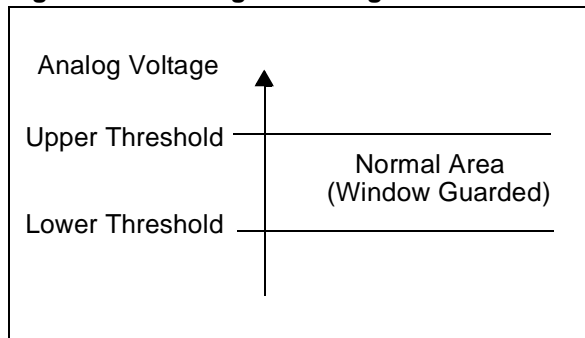 Analog Voltage
Upper Threshold
Normal Area
(Window Guarded)
Lower Threshold